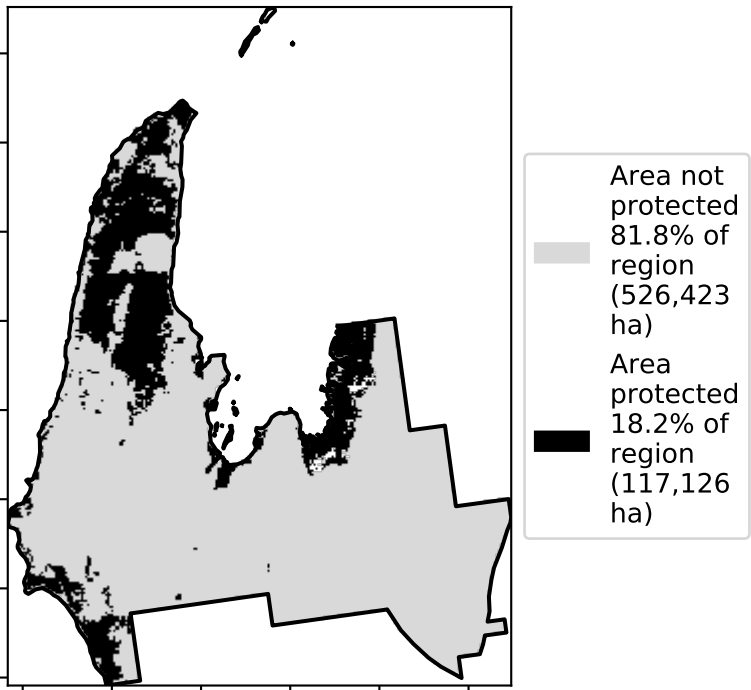 Area not
protected
81.8% of
region
(526,423
ha)
Area
protected
18.2% of
region
(117,126
ha)